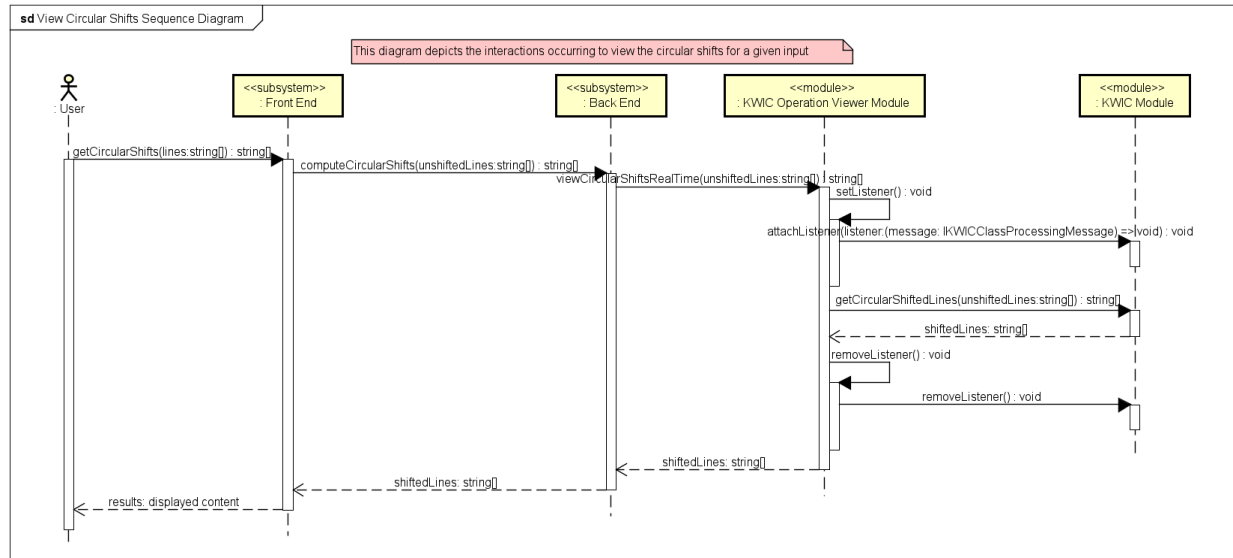 sd View Circular Shifts Sequence Diagram
This diagram depicts the interactions occurring to view the circular shifts for a given input
: User
<<subsystem>>
: Front End
<<subsystem>>
: Back End
<<module>>
: KWIC Operation Viewer Module
<<module>>
: KWIC Module
getCircularShifts(lines:string[]) : string[]
computeCircularShifts(unshiftedLines:string[]) : string[]
viewCircularShiftsRealTime(unshiftedLines:string[]) : string[]
setListener() : void
attachListener(listener:(message: IKWICClassProcessingMessage) => void) : void
getCircularShiftedLines(unshiftedLines:string[]) : string[]
shiftedLines: string[]
removeListener() : void
removeListener() : void
shiftedLines: string[]
shiftedLines: string[]
results: displayed content